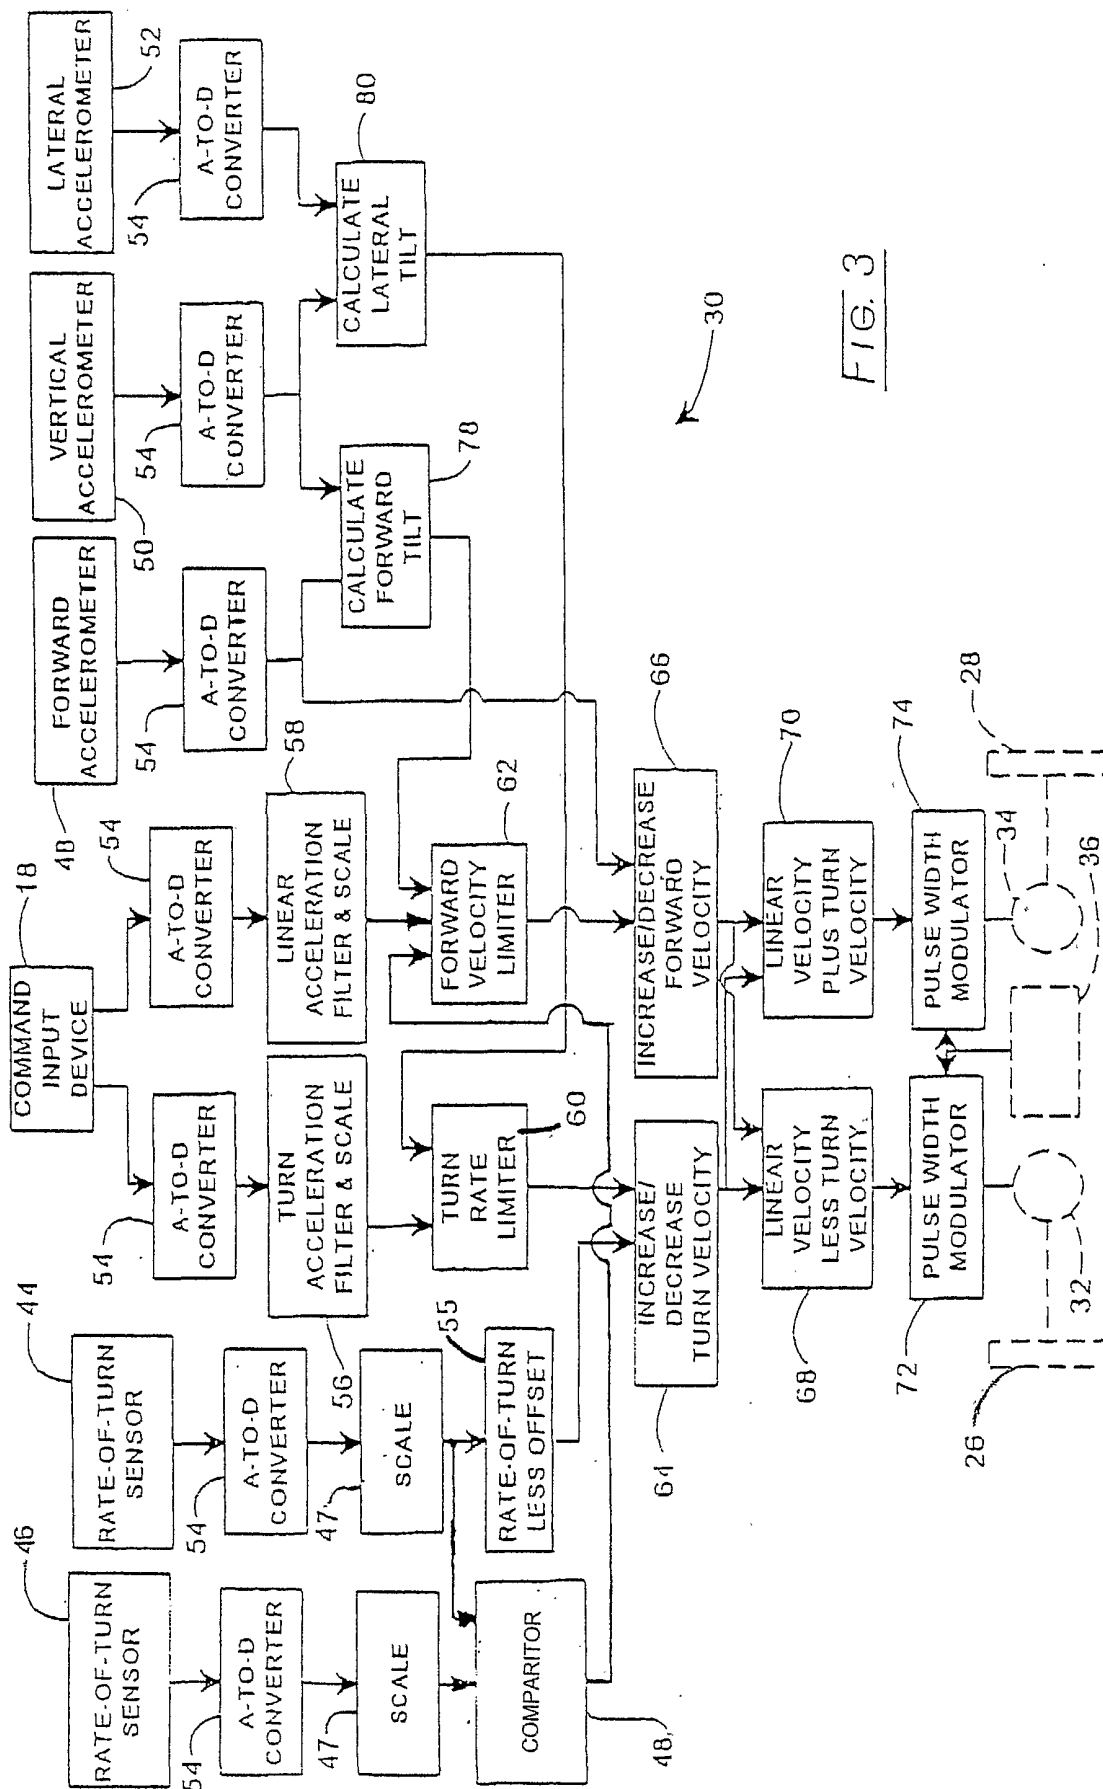 46
RATE-OF-TURN
SENSOR
54
A-TO-D
CONVERTER
47
SCALE
COMPARITOR
48
44
RATE-OF-TURN
SENSOR
54
A-TO-D
CONVERTER
47
SCALE
55
RATE-OF-TURN
LESS OFFSET
18
COMMAND
INPUT
DEVICE
54
A-TO-D
CONVERTER
54
A-TO-D
CONVERTER
TURN
ACCELERATION
FILTER & SCALE
56
LINEAR
ACCELERATION
FILTER & SCALE
58
TURN
RATE
LIMITER
60
FORWARD
VELOCITY
LIMITER
62
FORWARD
ACCELEROMETER
48
54
A-TO-D
CONVERTER
VERTICAL
ACCELEROMETER
50
54
A-TO-D
CONVERTER
LATERAL
ACCELEROMETER
52
54
A-TO-D
CONVERTER
CALCULATE
FORWARD
TILT
78
CALCULATE
LATERAL
TILT
80
INCREASE/
DECREASE
TURN VELOCITY
64
INCREASE/DECREASE
FORWARD
VELOCITY
66
LINEAR
VELOCITY
LESS TURN
VELOCITY
68
LINEAR
VELOCITY
PLUS TURN
VELOCITY
70
PULSE WIDTH
MODULATOR
72
PULSE WIDTH
MODULATOR
74
26
32
36
34
28
30
FIG. 3